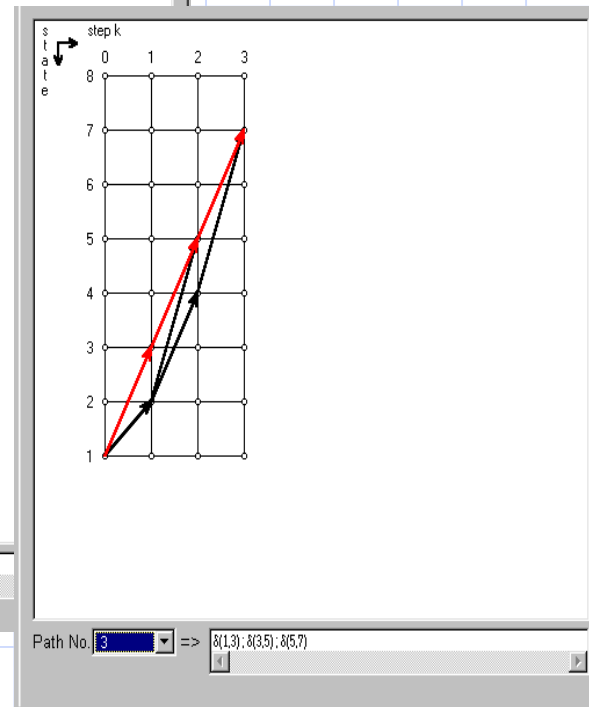 state
step k
0 1 2 3
8
7
6
5
4
3
2
1
Path No. 3 => δ(1,3) ; δ(3,5) ; δ(5,7)